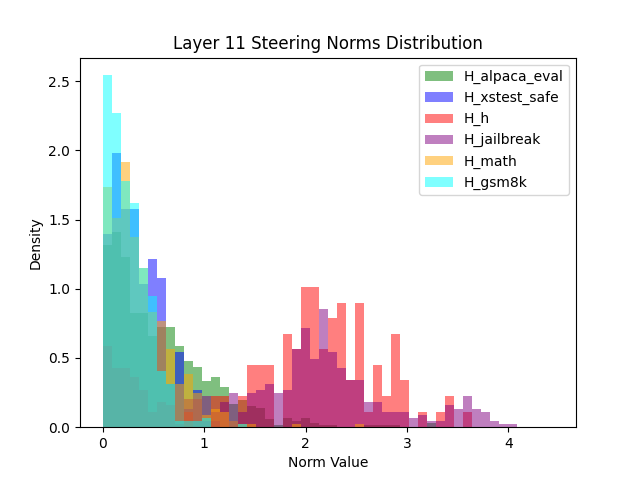 Layer 11 Steering Norms Distribution
H_alpaca_eval
H_xstest_safe
H_h
H_jailbreak
H_math
H_gsm8k
Density
2.5
2.0
1.5
1.0
0.5
0.0
0 1 2 3 4
Norm Value